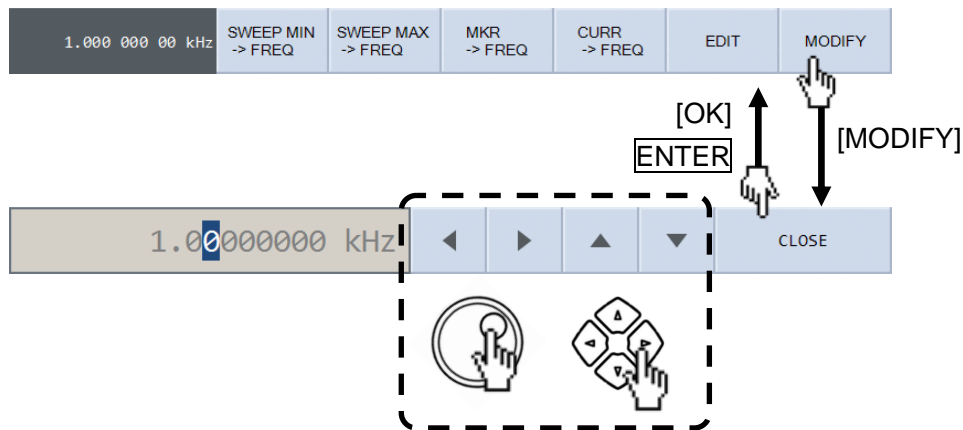 1.000 000 00 kHz
SWEEP MIN
-> FREQ
SWEEP MAX
-> FREQ
MKR
-> FREQ
CURR
-> FREQ
EDIT
MODIFY
[OK]
ENTER
[MODIFY]
1.00000000 kHz
CLOSE